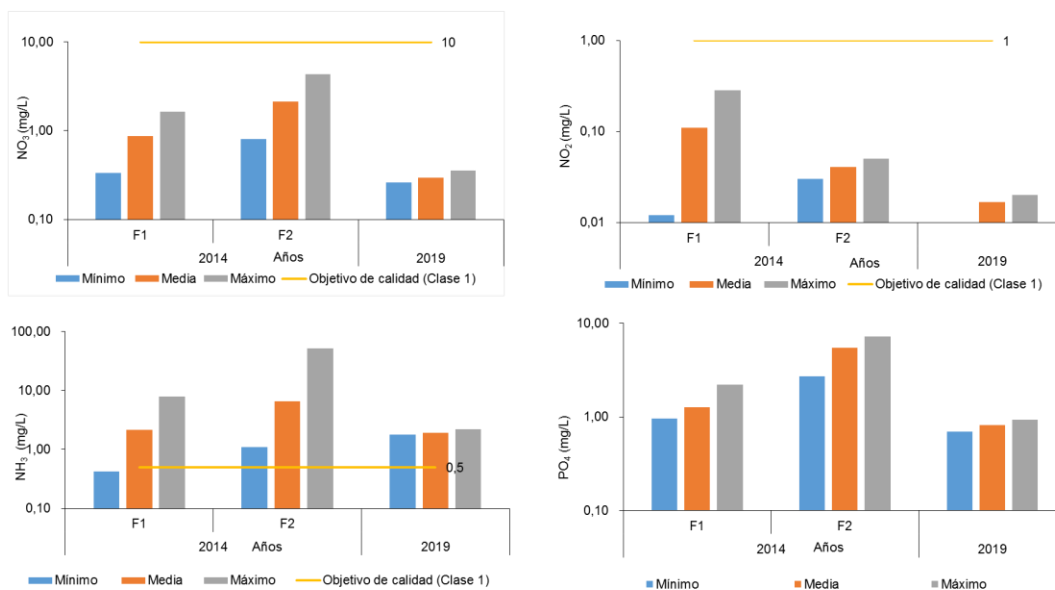 10,00
1,00
0,10
NO3 (mg/L)
10
F1 F2
2014 Años 2019
Mínimo Media Máximo Objetivo de calidad (Clase 1)
1,00
0,10
0,01
NO2 (mg/L)
1
F1 F2
2014 Años 2019
Mínimo Media Máximo Objetivo de calidad (Clase 1)
100,00
10,00
1,00
0,10
NH3 (mg/L)
0,5
F1 F2
2014 Años 2019
Mínimo Media Máximo Objetivo de calidad (Clase 1)
10,00
1,00
0,10
PO4 (mg/L)
F1 F2
2014 Años 2019
Mínimo Media Máximo